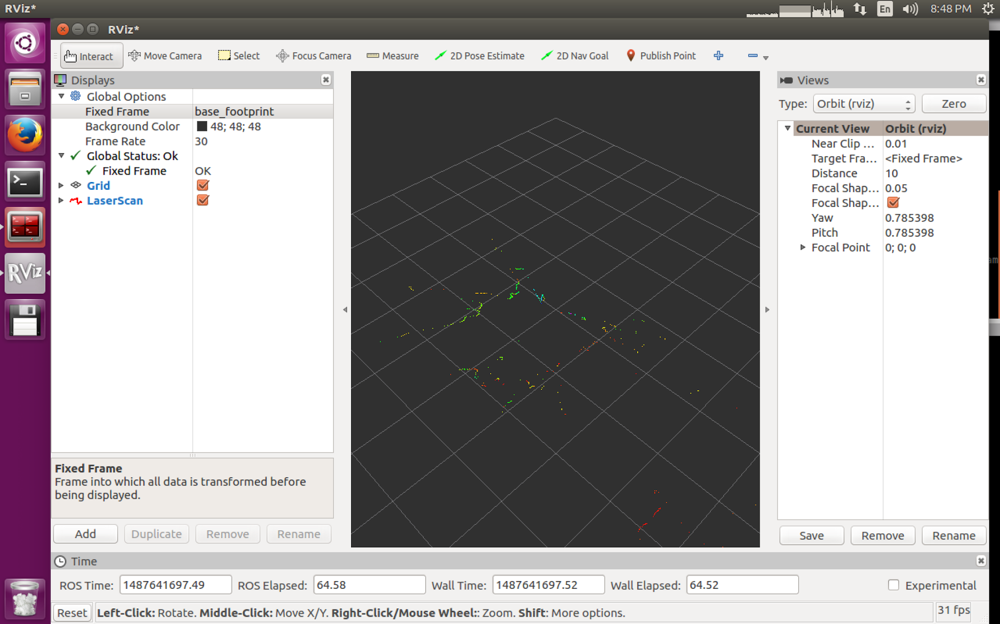 RViz*
En
8:48 PM
RViz*
Interact
Move Camera
Select
Focus Camera
Measure
2D Pose Estimate
2D Nav Goal
Publish Point
Displays
Global Options
Fixed Frame base_footprint
Background Color 48; 48; 48
Frame Rate 30
Global Status: Ok
Fixed Frame OK
Grid
LaserScan
Fixed Frame
Frame into which all data is transformed before
being displayed.
Add Duplicate Remove Rename
Views
Type: Orbit (rviz) Zero
Current View Orbit (rviz)
Near Clip ... 0.01
Target Fra... <Fixed Frame>
Distance 10
Focal Shap... 0.05
Focal Shap...
Yaw 0.785398
Pitch 0.785398
Focal Point 0; 0; 0
Save Remove Rename
am
RViz
Time
ROS Time: 1487641697.49 ROS Elapsed: 64.58 Wall Time: 1487641697.52 Wall Elapsed: 64.52 Experimental
Reset Left-Click: Rotate. Middle-Click: Move X/Y. Right-Click/Mouse Wheel:: Zoom. Shift: More options. 31 fps